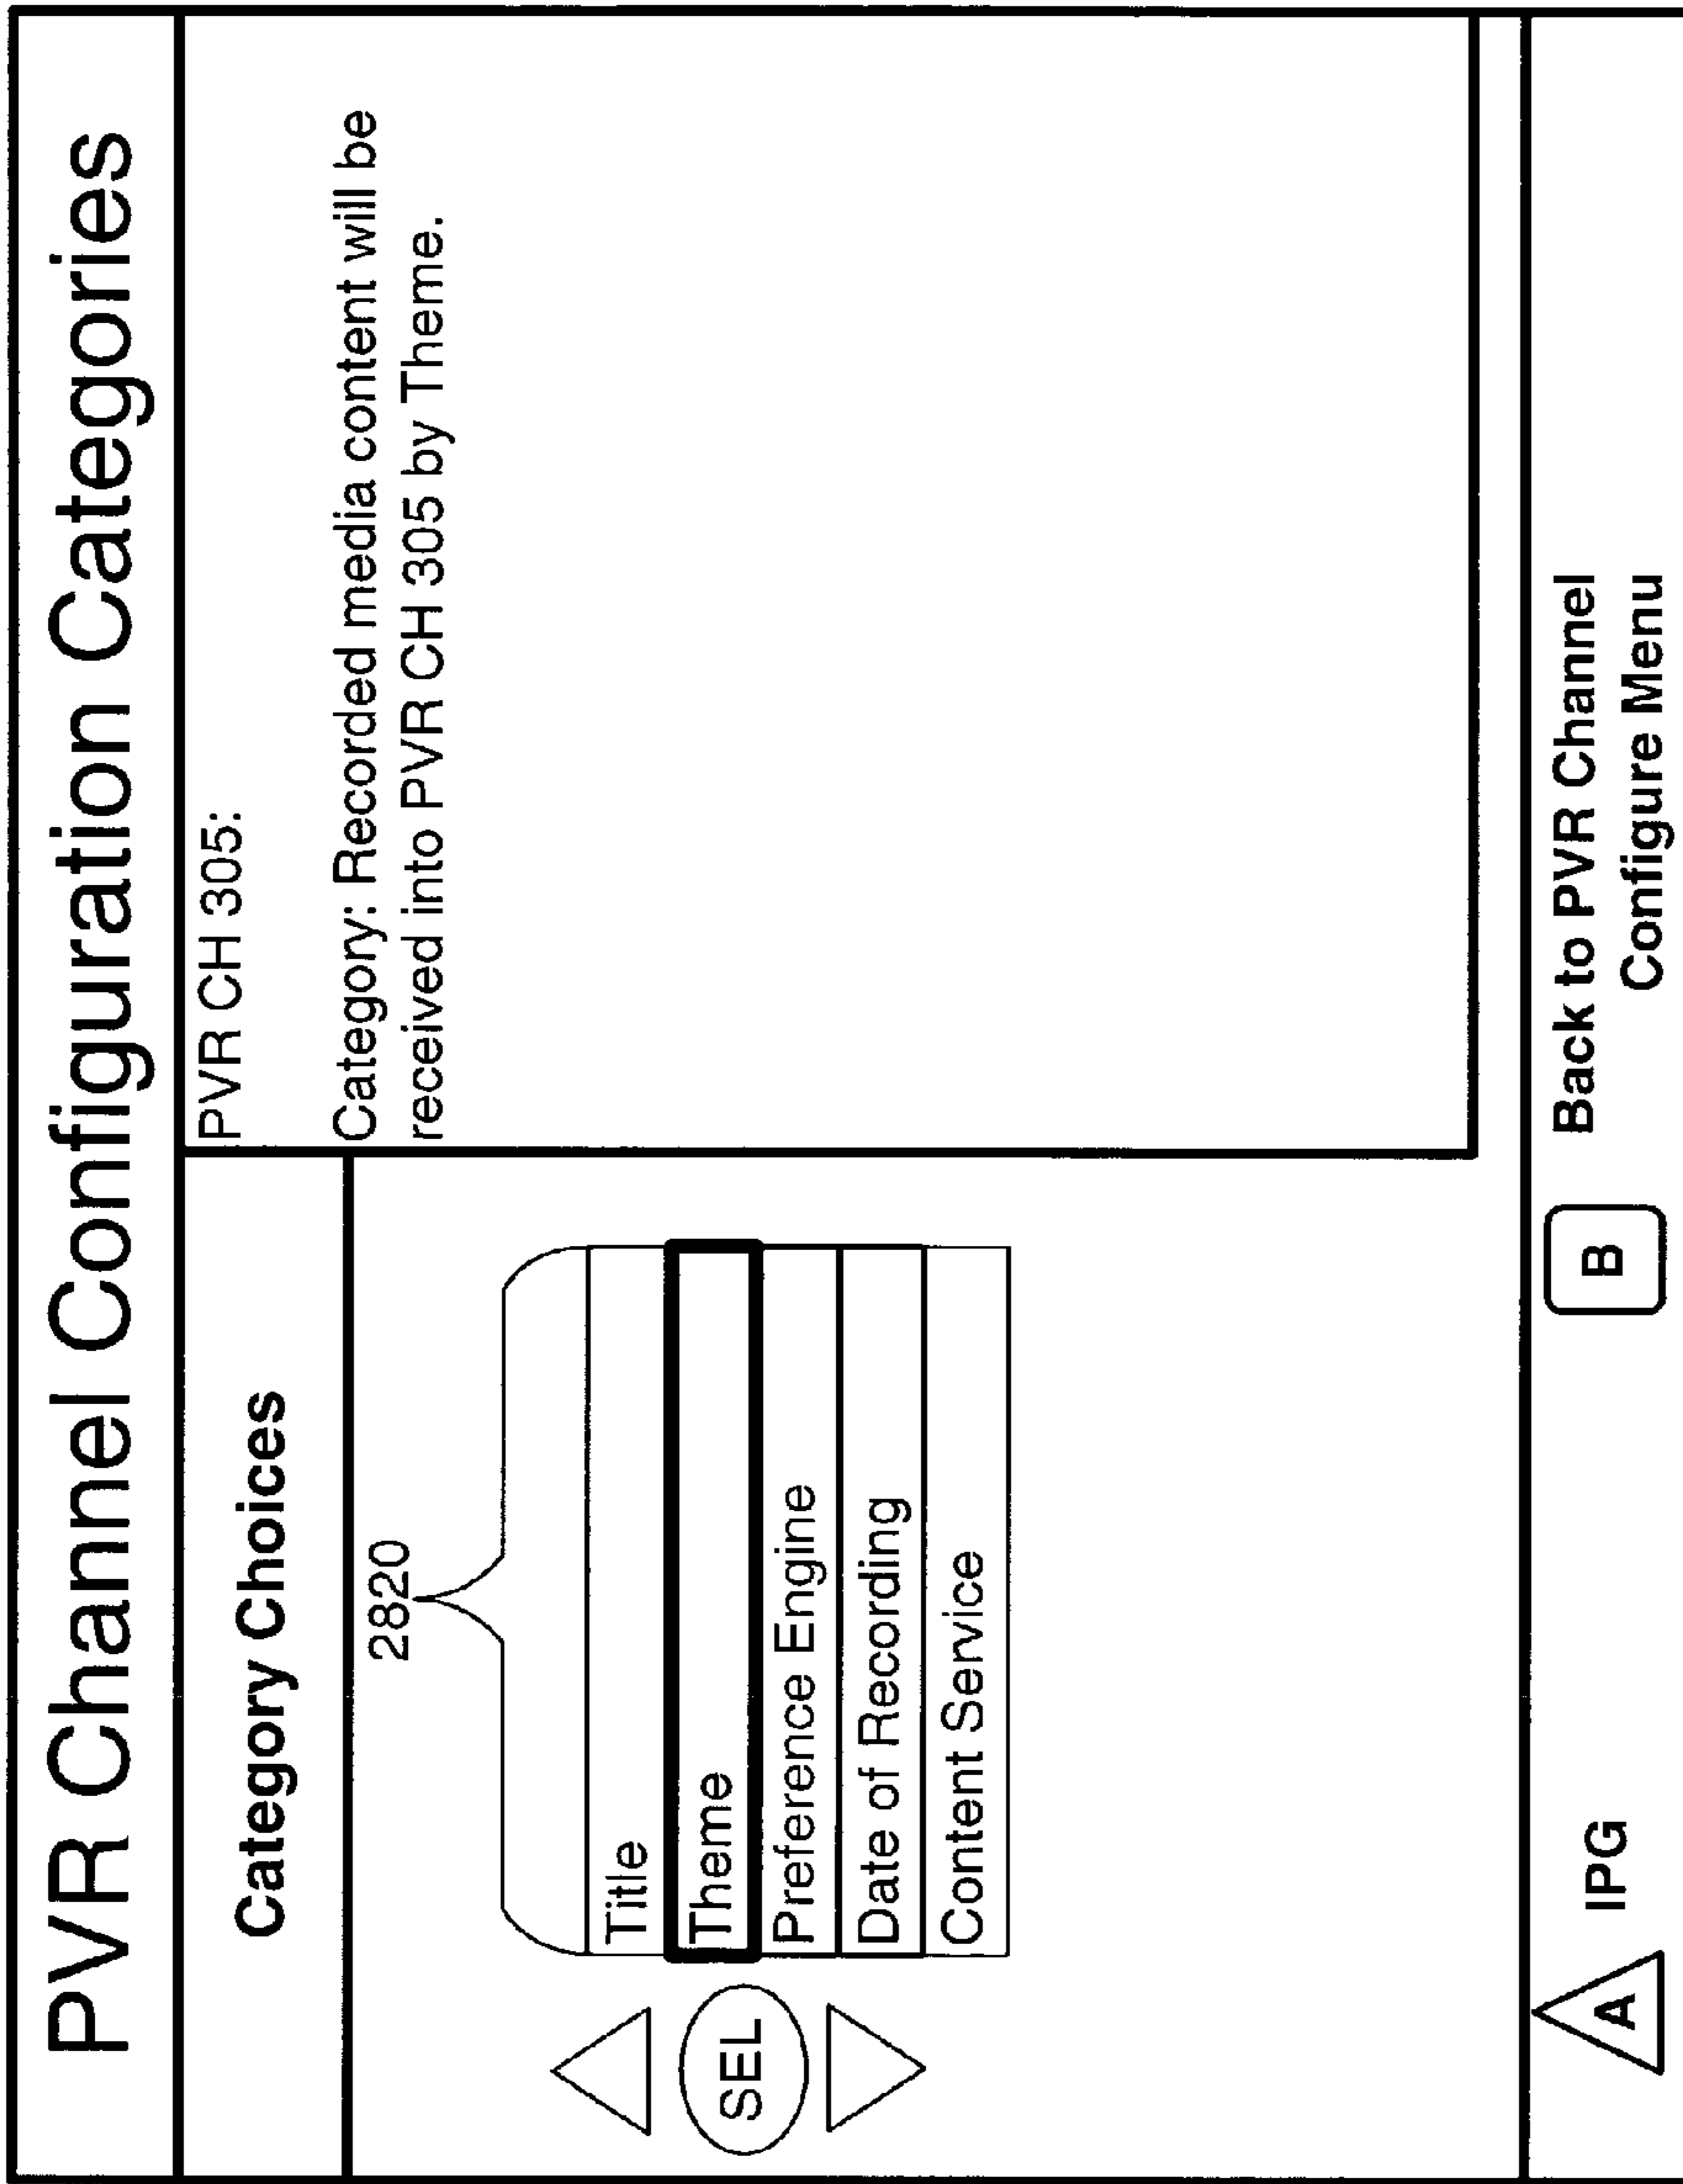 PVR Channel Configuration Categories
Category Choices
2820
Title
Theme
Preference Engine
Date of Recording
Content Service
SEL
PVR CH 305:
Category: Recorded media content will be
received into PVR CH 305 by Theme.
A
IPG
B
Back to PVR Channel
Configure Menu